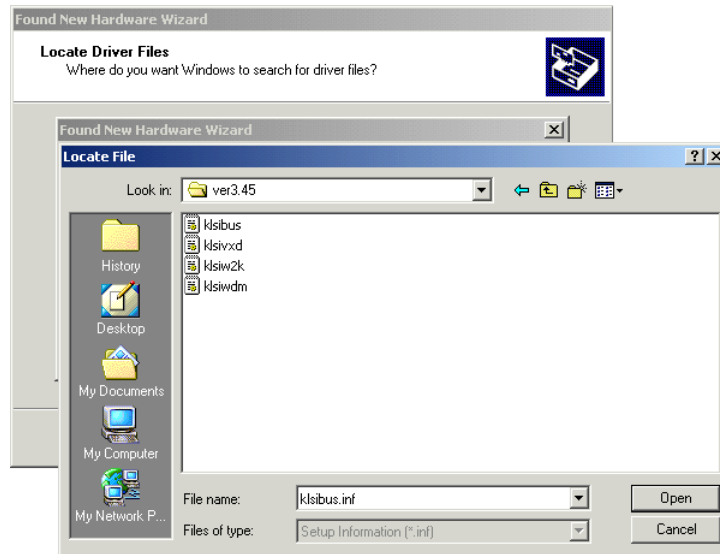 Found New Hardware Wizard
Locate Driver Files
Where do you want Windows to search for driver files?
Found New Hardware Wizard
Locate File
Look in: ver3.45
klsibus
klsivxd
klsiw2k
klsiwdm
History
Desktop
My Documents
My Computer
My Network P...
File name: klsibus.inf Open
Files of type: Setup Information (*.inf) Cancel